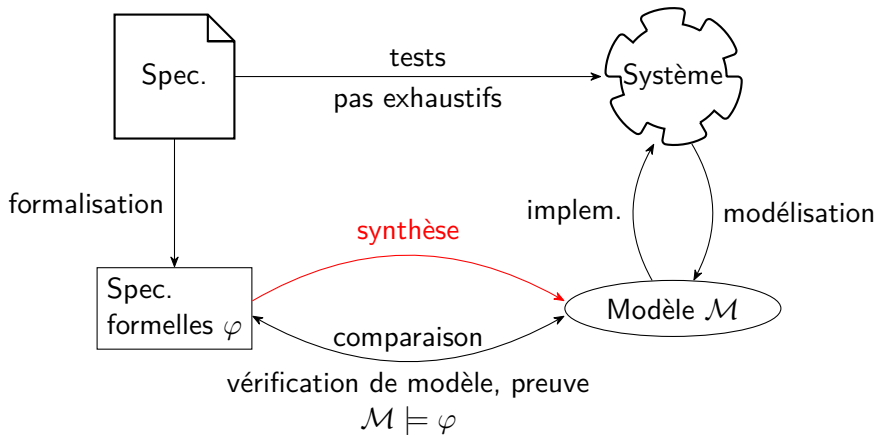 tests
Spec.
Système
pas exhaustifs
formalisation
implem.
modélisation
synthèse
Spec.
formelles φ
Modèle ℳ
comparaison
vérification de modèle, preuve
ℳ ⊨ φ